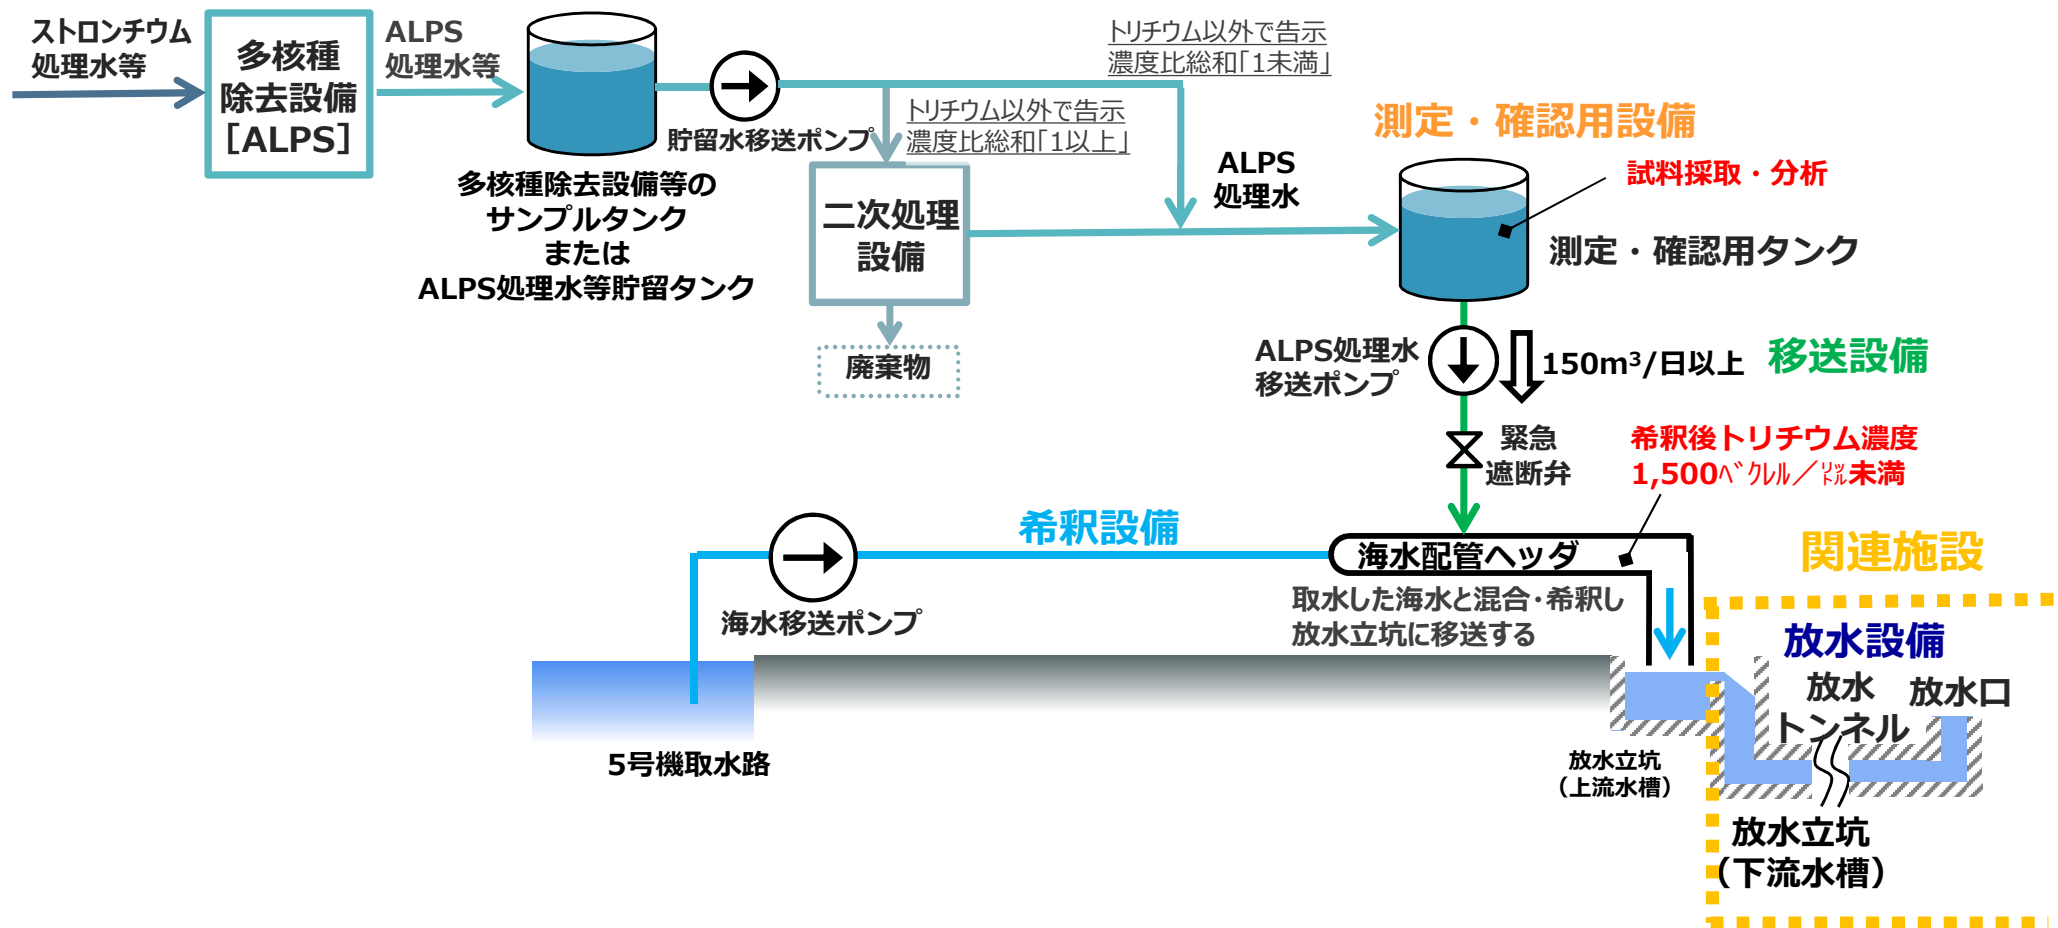 ストロンチウム
処理水等
多核種
除去設備
［ALPS］
ALPS
処理水等
多核種除去設備等の
サンプルタンク
または
ALPS処理水等貯留タンク
貯留水移送ポンプ
トリチウム以外で告示
濃度比総和｢1未満｣
トリチウム以外で告示
濃度比総和｢1以上｣
二次処理
設備
廃棄物
ALPS
処理水
測定・確認用設備
試料採取・分析
測定・確認用タンク
ALPS処理水
移送ポンプ
150m³/日以上
移送設備
緊急
遮断弁
希釈後トリチウム濃度
1,500ﾍﾞｸﾚﾙ／㍑未満
希釈設備
海水移送ポンプ
海水配管ヘッダ
取水した海水と混合･希釈し
放水立坑に移送する
関連施設
放水設備
放水
トンネル
放水口
5号機取水路
放水立坑
（上流水槽）
放水立坑
（下流水槽）